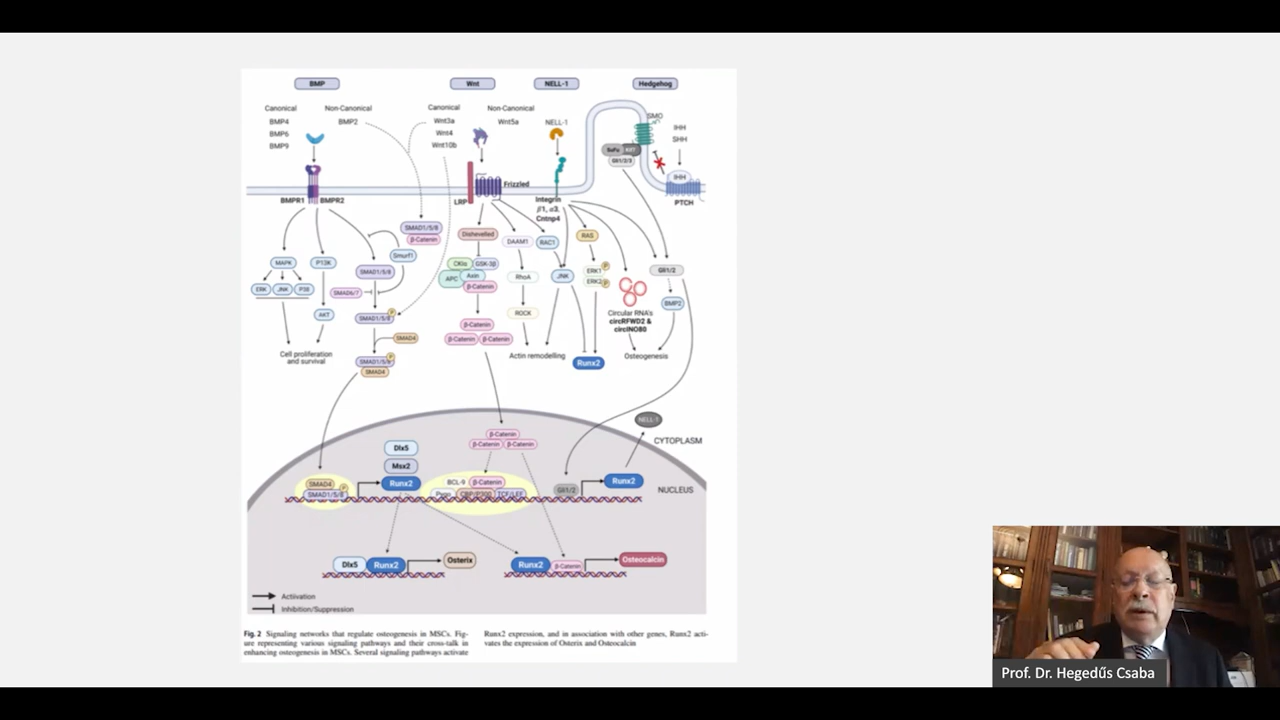 BMP
Wnt
NELL-1
Hedgehog
Canonical
BMP4
BMP6
BMP9
Non-Canonical
BMP2
Canonical
Wnt3a
Wnt4
Wnt10b
Non-Canonical
Wnt5a
NELL-1
SMO
IHH
SHH
SuFu
Gli1/2/3
IHH
PTCH
BMPR1
BMPR2
LRP
Frizzled
Integrin
β1, α3,
Cntnp4
SMAD1/5/8
β-Catenin
Smurf1
Dishevelled
DAAM1
RAC1
RAS
MAPK
P13K
SMAD1/5/8
CKIα
GSK-3β
APC
Axin
β-Catenin
RhoA
JNK
ERK1
P
ERK2
P
Gli1/2
ERK
JNK
P38
SMAD6/7
BMP2
AKT
SMAD1/5/8
P
ROCK
Circular RNA's
circRFWD2 &
circINO80
β-Catenin
β-Catenin
β-Catenin
SMAD4
Cell proliferation
and survival
SMAD1/5/8
P
SMAD4
Actin remodelling
Runx2
Osteogenesis
NELL-1
CYTOPLASM
NUCLEUS
β-Catenin
β-Catenin
β-Catenin
Dlx5
Msx2
Runx2
SMAD4
SMAD1/5/8
P
BCL-9
β-Catenin
Pygo
CBP/P300
TCF/LEF
Gli1/2
Runx2
Dlx5
Runx2
Osterix
Runx2
β-Catenin
Osteocalcin
Activation
Inhibition/Suppression
Fig. 2 Signaling networks that regulate osteogenesis in MSCs. Fig-
ure representing various signaling pathways and their cross-talk in
enhancing osteogenesis in MSCs. Several signaling pathways activate
Runx2 expression, and in association with other genes, Runx2 acti-
vates the expression of Osterix and Osteocalcin
Prof. Dr. Hegedűs Csaba